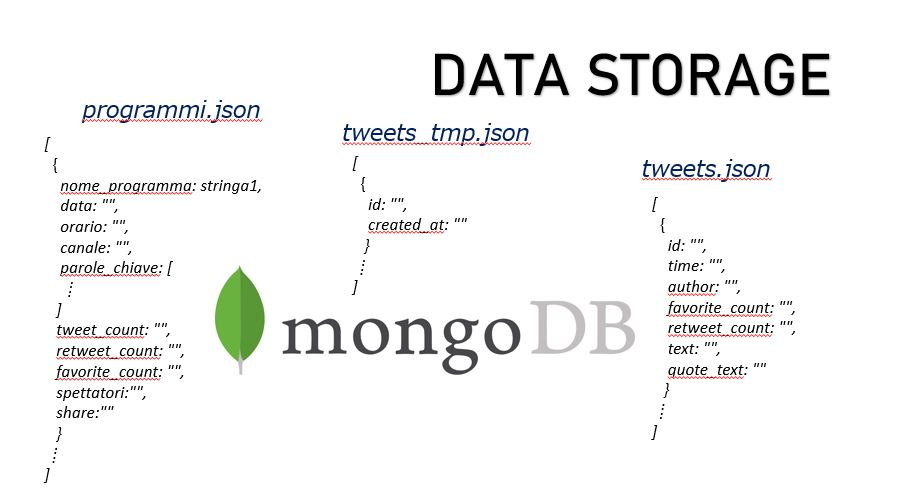 DATA STORAGE
programmi.json
[
{
nome_programma: stringa1,
data: "",
orario: "",
canale: "",
parole_chiave: [
⋮
]
tweet_count: "",
retweet_count: "",
favorite_count: "",
spettatori:"",
share:""
}
⋮
]
tweets_tmp.json
[
{
id: "",
created_at: ""
}
⋮
]
tweets.json
[
{
id: "",
time: "",
author: "",
favorite_count: "",
retweet_count: "",
text: "",
quote_text: ""
}
⋮
]
mongoDB